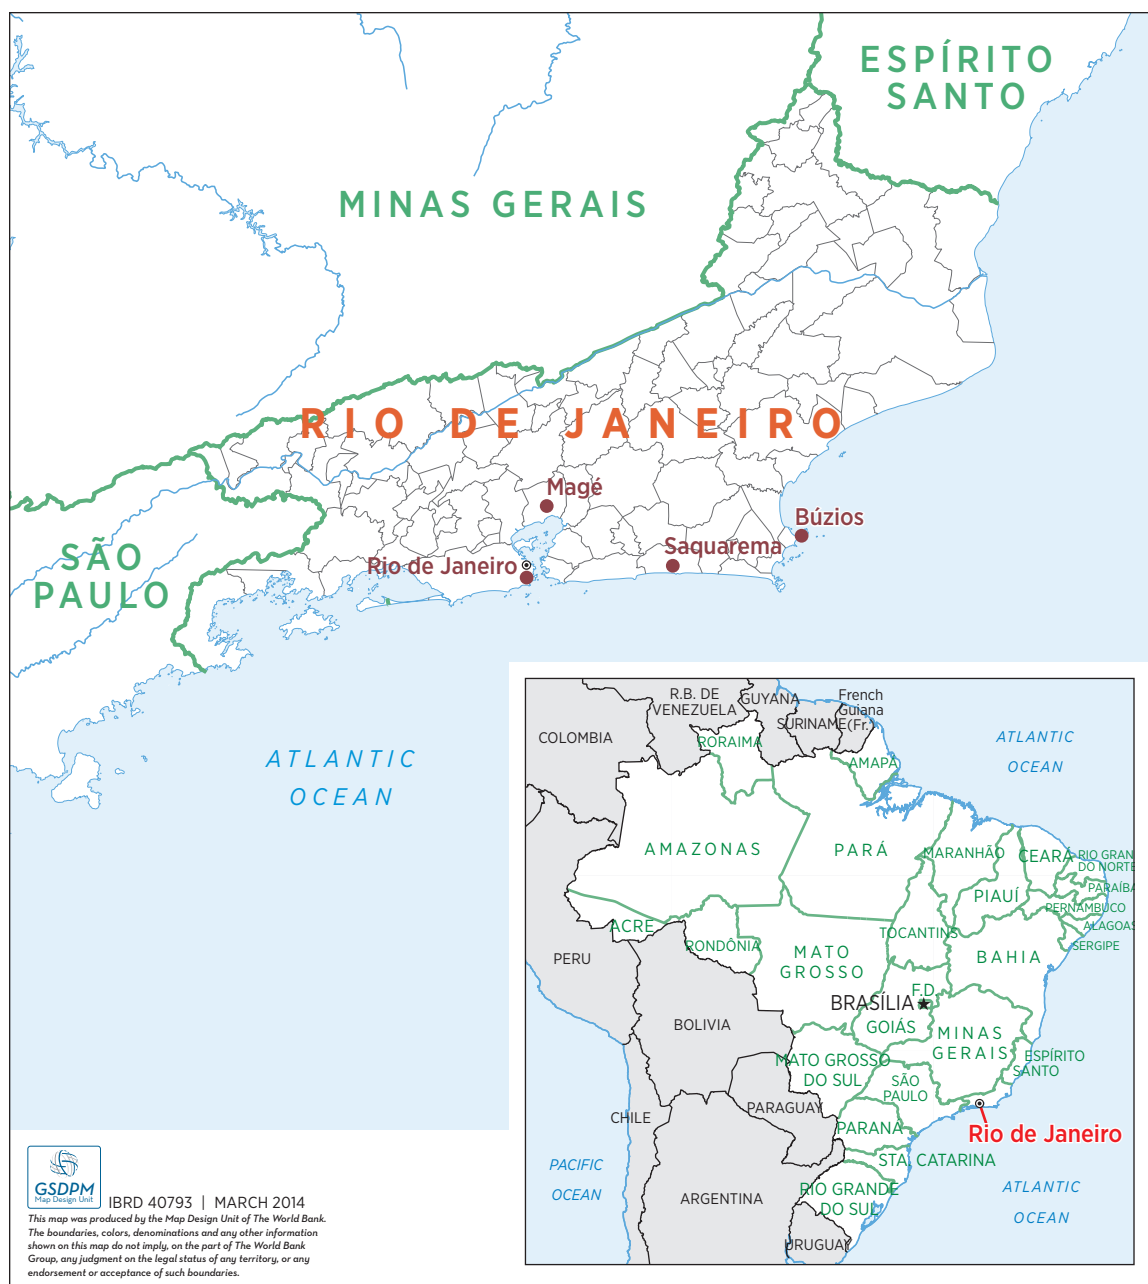 ESPÍRITO
SANTO
MINAS GERAIS
RIO DE JANEIRO
Magé
Búzios
Saquarema
Rio de Janeiro
SÃO
PAULO
ATLANTIC
OCEAN
R.B. DE
VENEZUELA
GUYANA
French
Guiana
(Fr.)
SURINAME
COLOMBIA
RORAIMA
AMAPÁ
ATLANTIC
OCEAN
AMAZONAS
PARÁ
MARANHÃO
CEARÁ
RIO GRAN
DO NORTE
PIAUÍ
PARAÍBA
PERNAMBUCO
ALAGOAS
SERGIPE
ACRE
RONDÔNIA
TOCANTINS
MATO
GROSSO
BAHIA
PERU
F.D.
BRASÍLIA
GOIÁS
BOLIVIA
MINAS
GERAIS
ESPÍRITO
SANTO
MATO GROSSO
DO SUL
SÃO
PAULO
PARAGUAY
CHILE
PARANA
Rio de Janeiro
STA. CATARINA
PACIFIC
OCEAN
ARGENTINA
RIO GRANDE
DO SUL
ATLANTIC
OCEAN
URUGUAY
GSDPM
Map Design Unit
IBRD 40793 | MARCH 2014
This map was produced by the Map Design Unit of The World Bank.
The boundaries, colors, denominations and any other information
shown on this map do not imply, on the part of The World Bank
Group, any judgment on the legal status of any territory, or any
endorsement or acceptance of such boundaries.